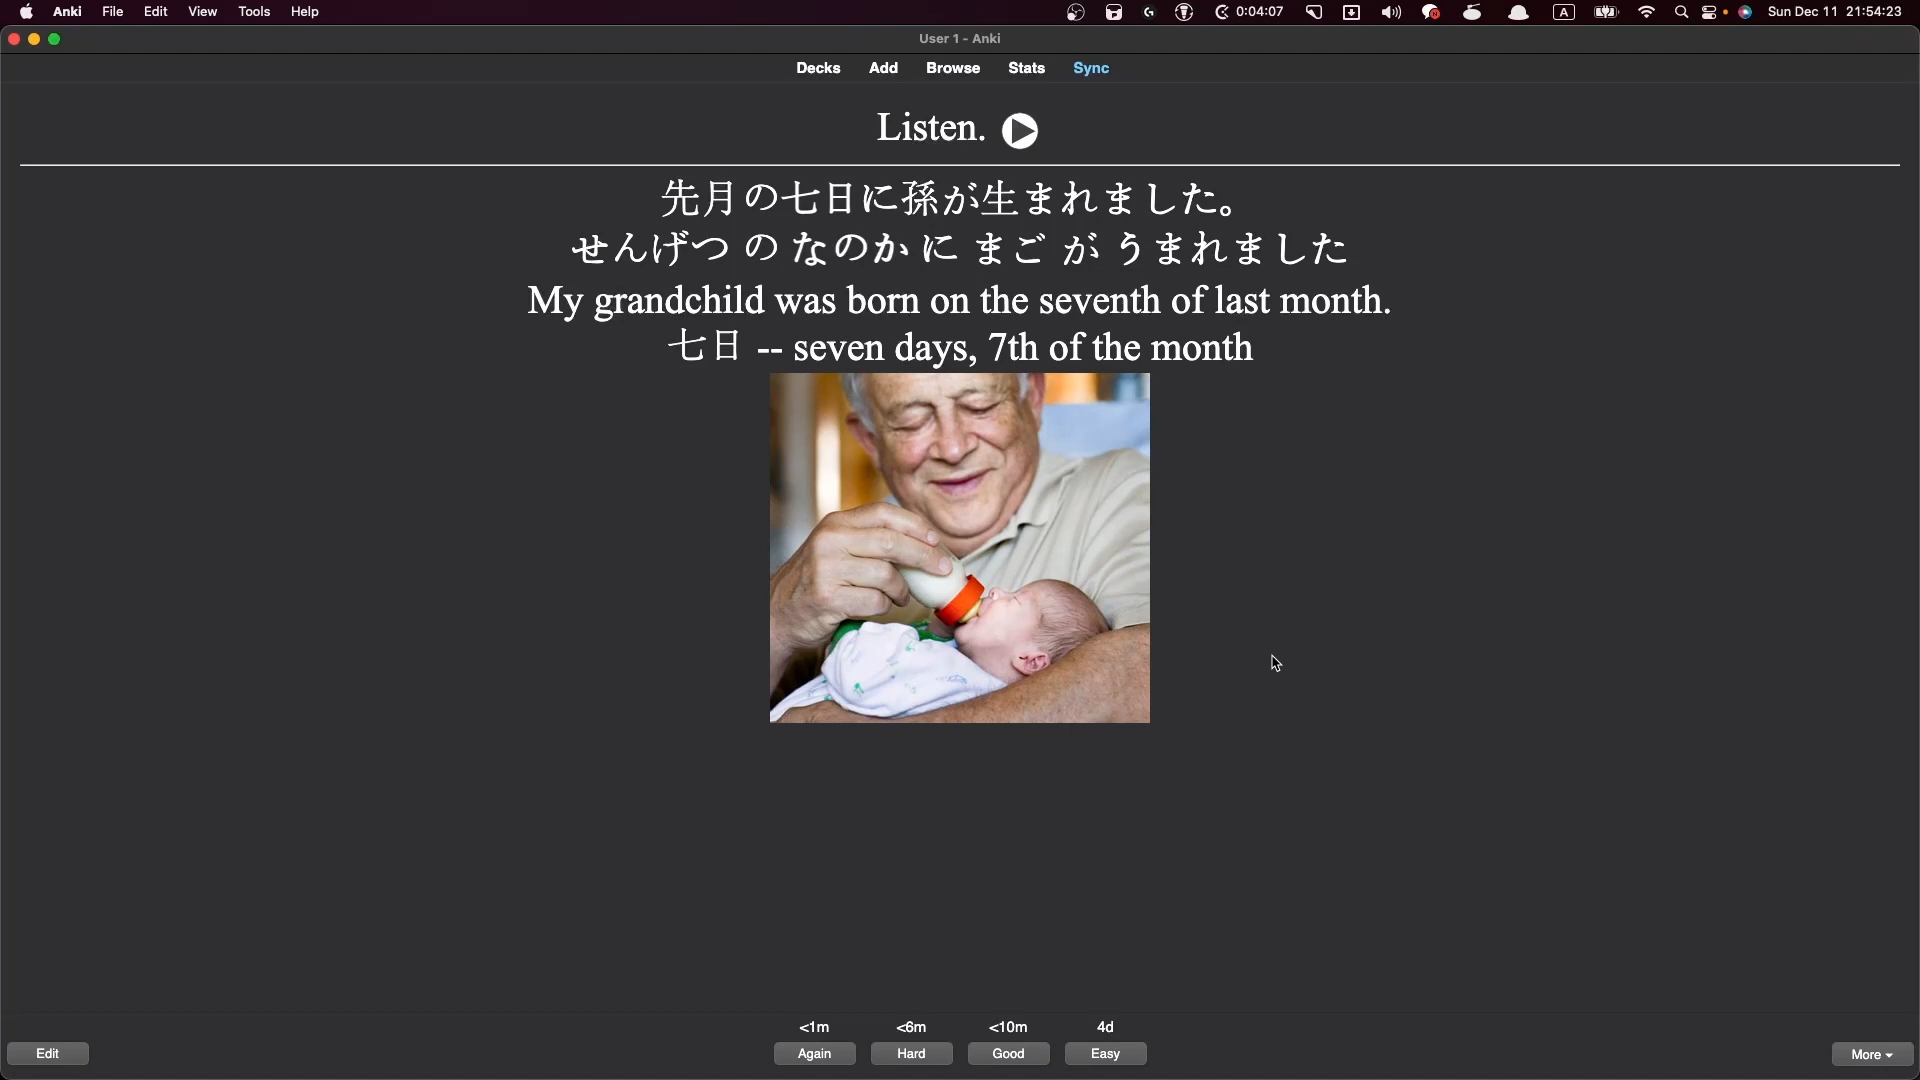 Anki File Edit View Tools Help 0:04:07 A Sun Dec 11 21:54:23
User 1 - Anki
Decks Add Browse Stats Sync
Listen.
先月の七日に孫が生まれました。
せんげつ の なのか に まご が うまれました
My grandchild was born on the seventh of last month.
七日 -- seven days, 7th of the month
<1m <6m <10m 4d
Edit Again Hard Good Easy More